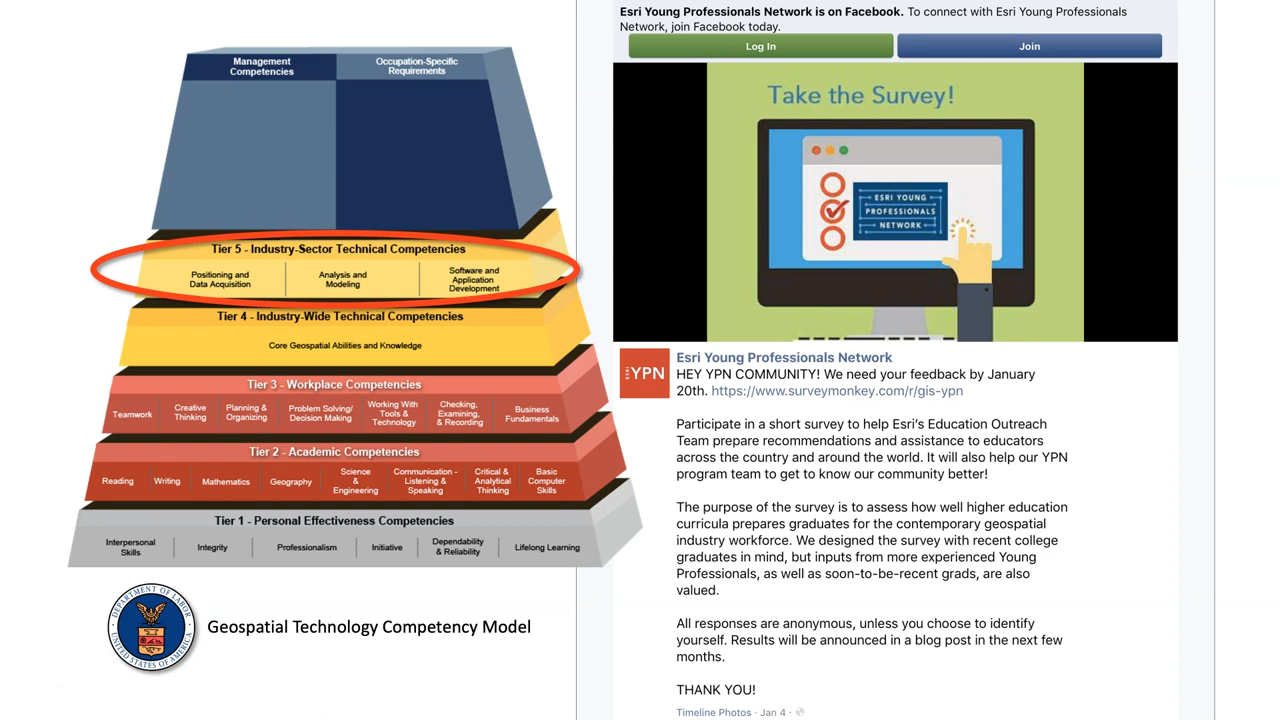 Management
Competencies
Occupation-Specific
Requirements
Tier 5 - Industry-Sector Technical Competencies
Positioning and
Data Acquisition
Analysis and
Modeling
Software and
Application
Development
Tier 4 - Industry-Wide Technical Competencies
Core Geospatial Abilities and Knowledge
Tier 3 - Workplace Competencies
Teamwork
Creative
Thinking
Planning &
Organizing
Problem Solving/
Decision Making
Working With
Tools &
Technology
Checking,
Examining,
& Recording
Business
Fundamentals
Tier 2 - Academic Competencies
Reading
Writing
Mathematics
Geography
Science
&
Engineering
Communication -
Listening &
Speaking
Critical &
Analytical
Thinking
Basic
Computer
Skills
Tier 1 - Personal Effectiveness Competencies
Interpersonal
Skills
Integrity
Professionalism
Initiative
Dependability
& Reliability
Lifelong Learning
DEPARTMENT OF LABOR
UNITED STATES OF AMERICA
Geospatial Technology Competency Model
Esri Young Professionals Network is on Facebook. To connect with Esri Young Professionals
Network, join Facebook today.
Log In
Join
Take the Survey!
ESRI YOUNG
PROFESSIONALS
NETWORK
ESRI YPN
Esri Young Professionals Network
HEY YPN COMMUNITY! We need your feedback by January
20th. https://www.surveymonkey.com/r/gis-ypn
Participate in a short survey to help Esri's Education Outreach
Team prepare recommendations and assistance to educators
across the country and around the world. It will also help our YPN
program team to get to know our community better!
The purpose of the survey is to assess how well higher education
curricula prepares graduates for the contemporary geospatial
industry workforce. We designed the survey with recent college
graduates in mind, but inputs from more experienced Young
Professionals, as well as soon-to-be-recent grads, are also
valued.
All responses are anonymous, unless you choose to identify
yourself. Results will be announced in a blog post in the next few
months.
THANK YOU!
Timeline Photos · Jan 4 ·